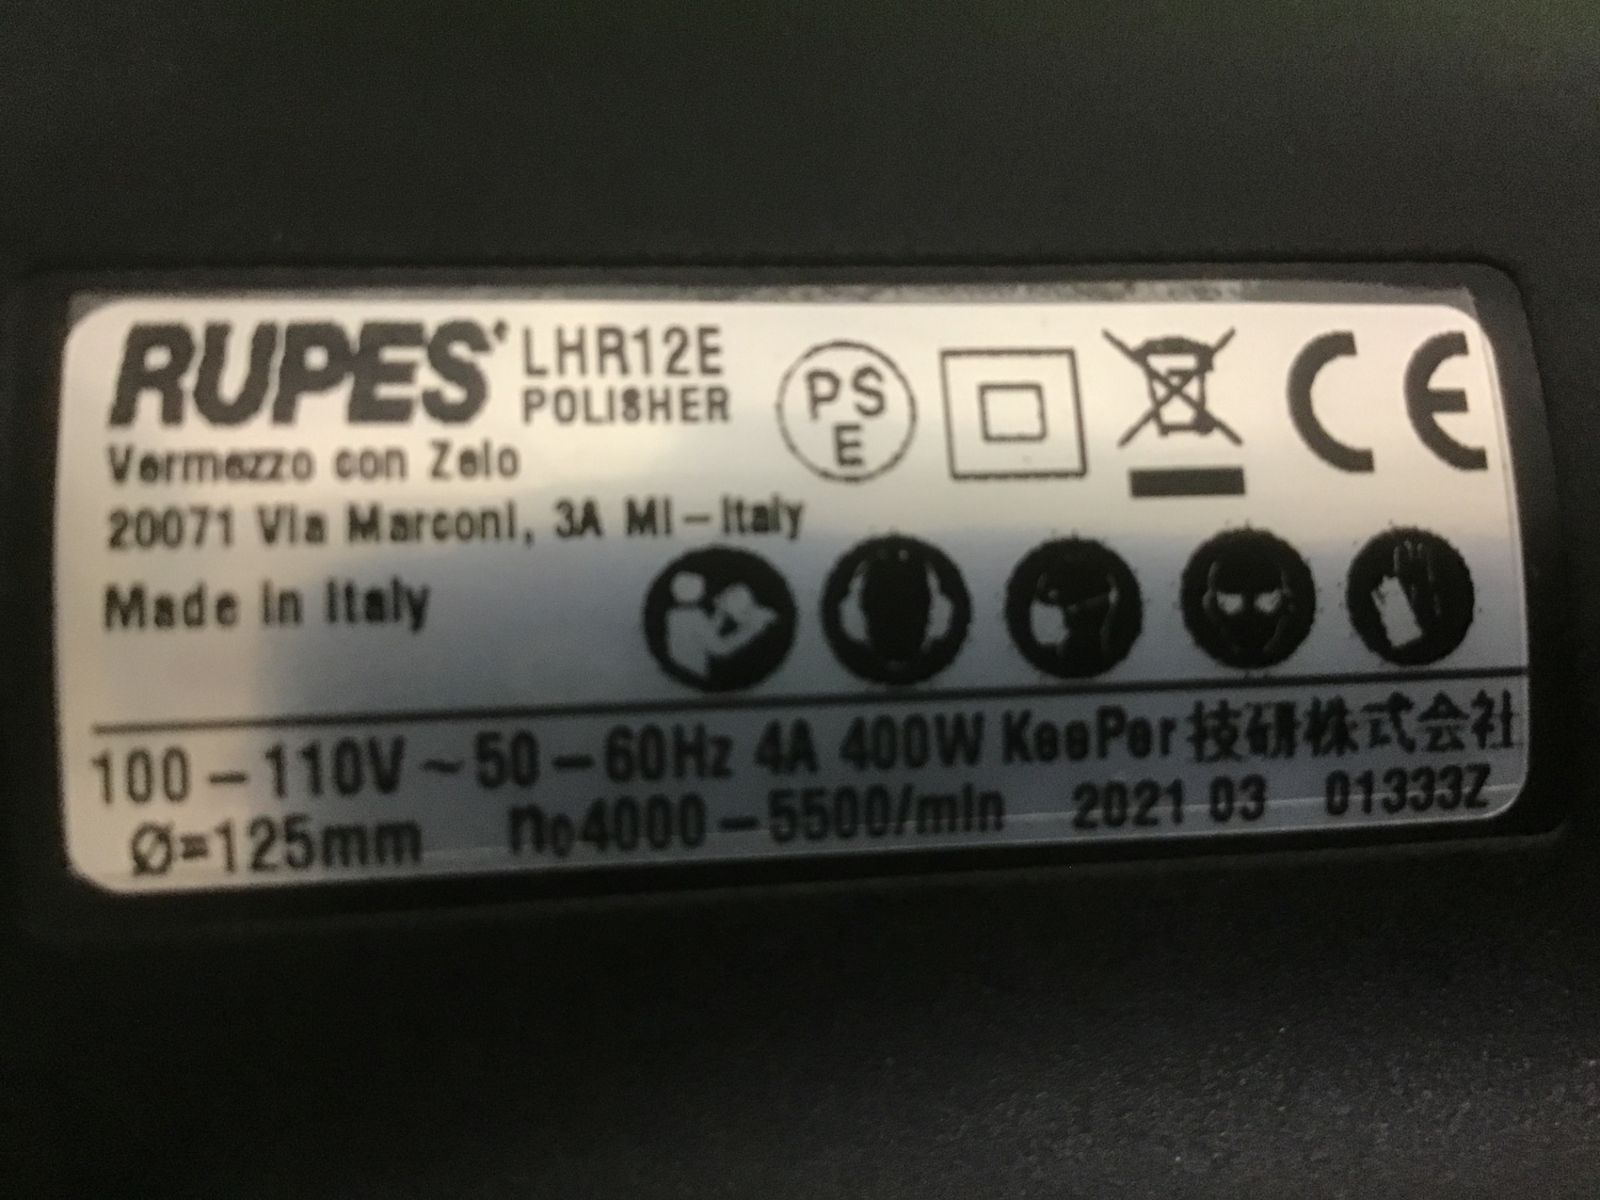 RUPES LHR12E
POLISHER
PS
E
CE
Vermezzo con Zelo
20071 Via Marconi, 3A MI – Italy
Made in Italy
100 – 110V ~ 50 – 60Hz 4A 400W KeePer技研株式会社
Ø=125mm n₀4000 – 5500/min 2021 03 01333Z